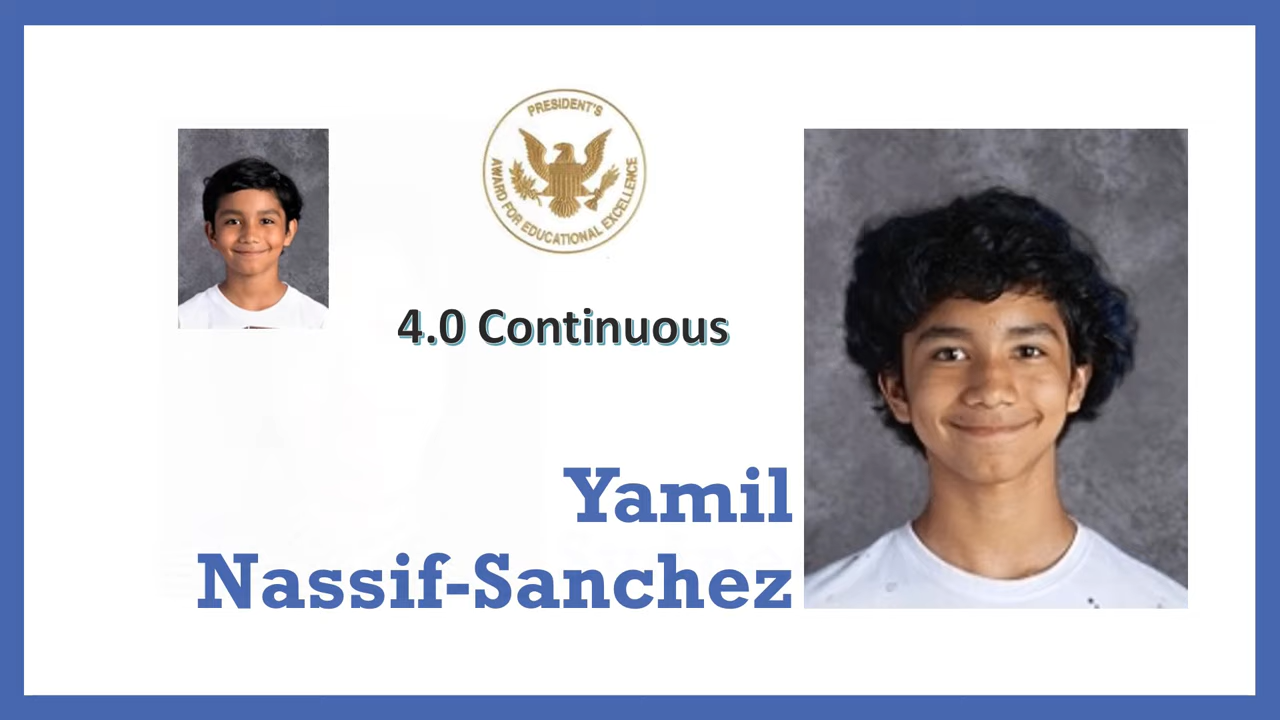 PRESIDENT'S
AWARD FOR EDUCATIONAL EXCELLENCE
4.0 Continuous
Yamil
Nassif-Sanchez